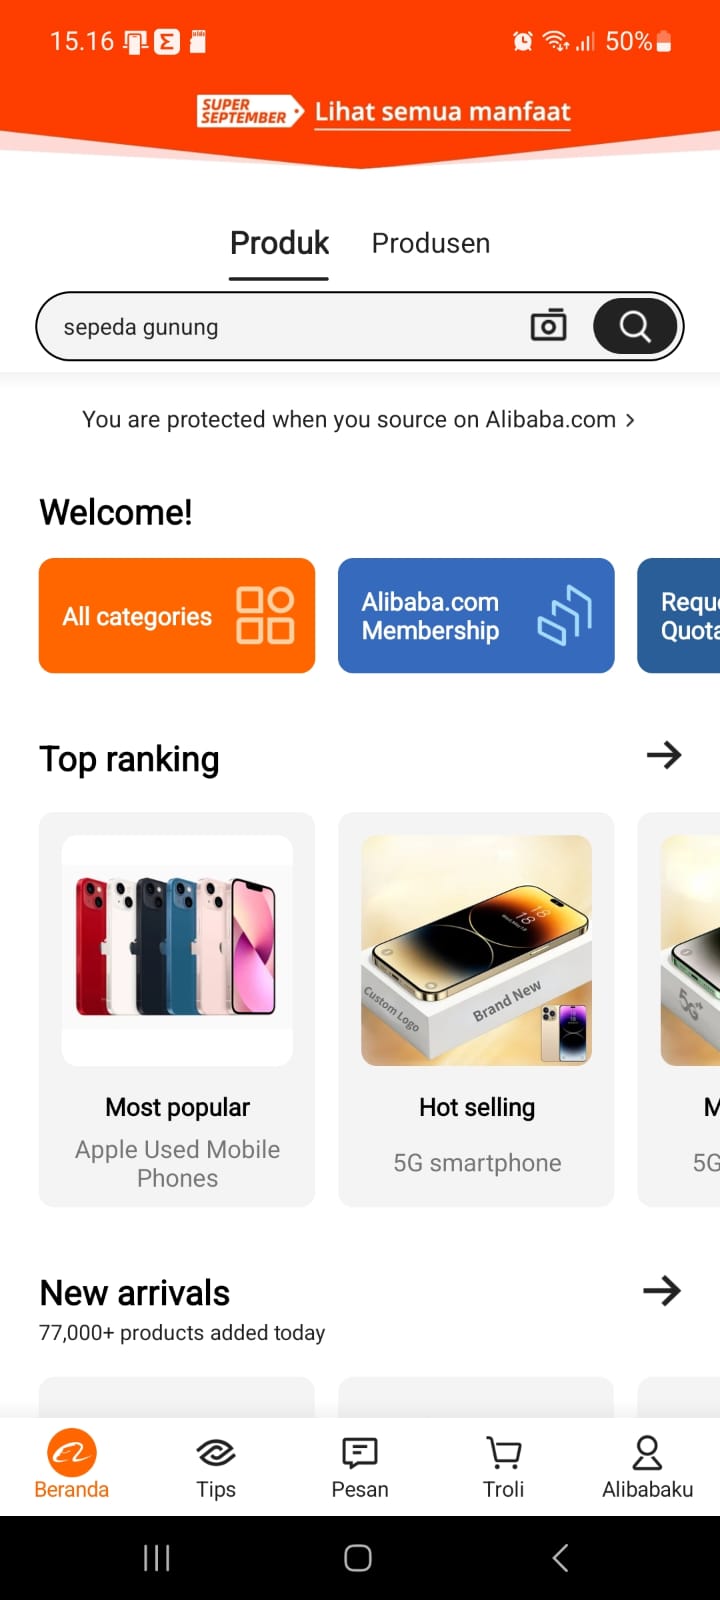 15.16
50%
SUPER
SEPTEMBER
Lihat semua manfaat
Produk Produsen
sepeda gunung
You are protected when you source on Alibaba.com
Welcome!
All categories
Alibaba.com
Membership
Requ
Quota
Top ranking
18
18
Custom Logo
Brand New
5G
Most popular
Apple Used Mobile
Phones
Hot selling
5G smartphone
M
5G
New arrivals
77,000+ products added today
Beranda
Tips
Pesan
Troli
Alibabaku